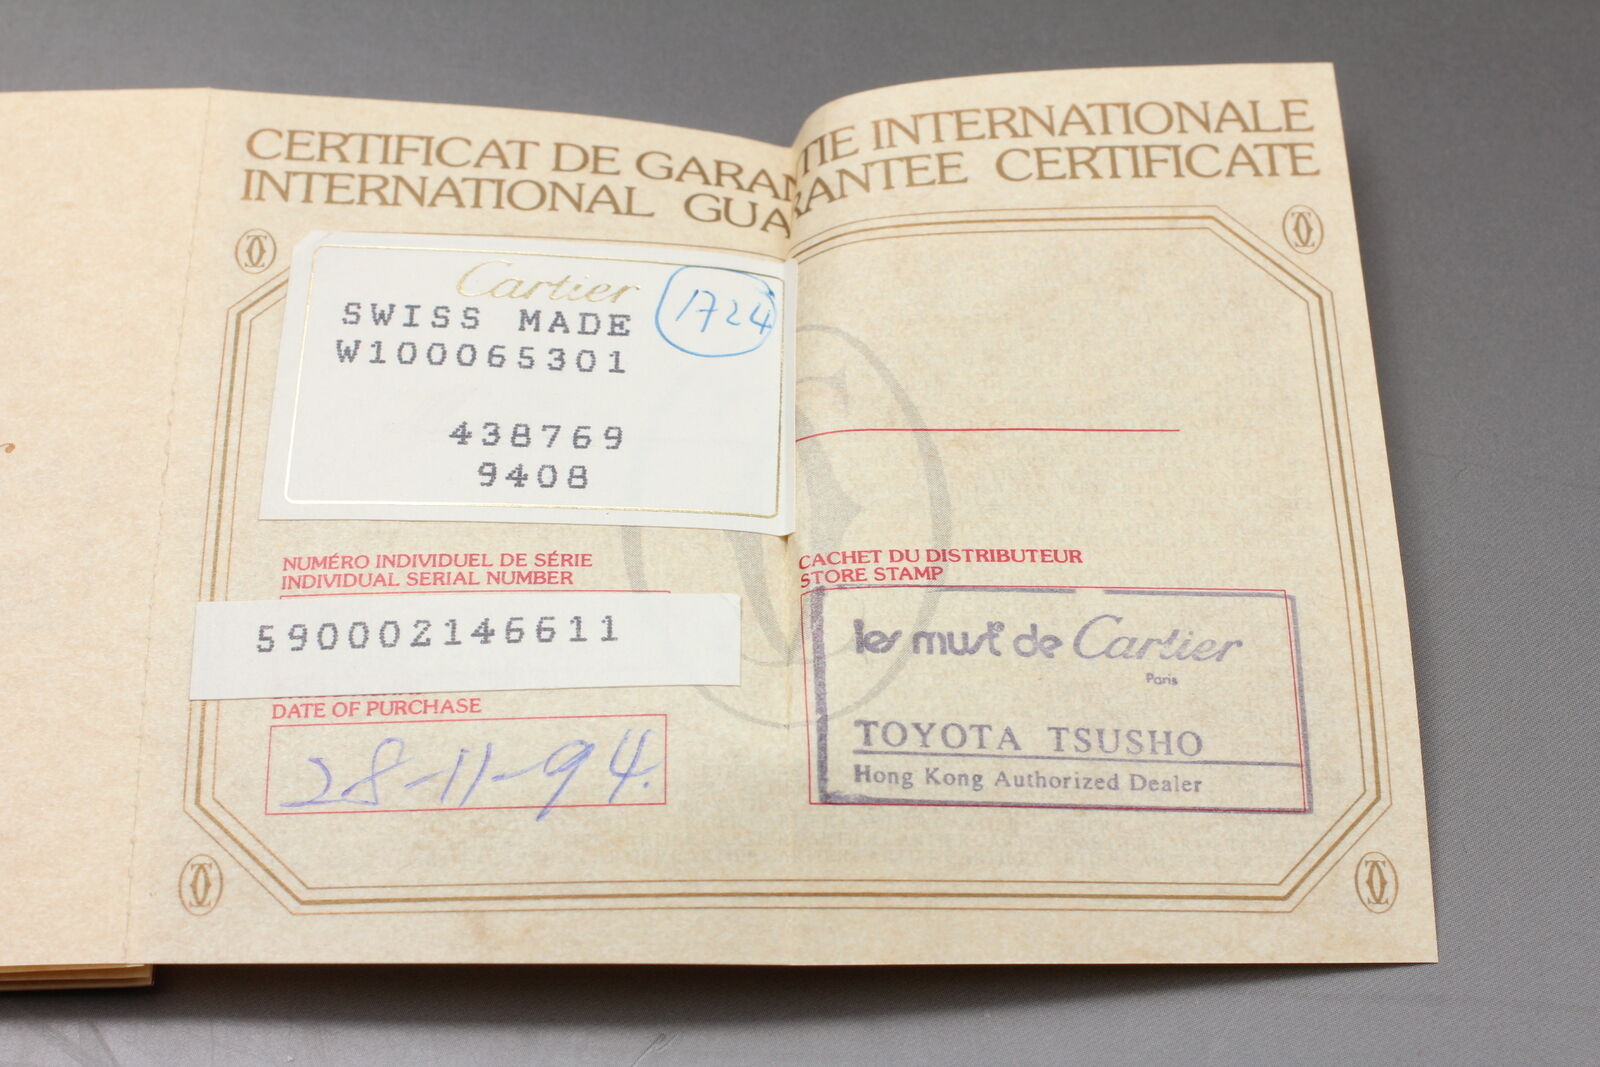 CERTIFICAT DE GARANTIE INTERNATIONALE
INTERNATIONAL GUARANTEE CERTIFICATE
Cartier
1724
SWISS MADE
W100065301
438769
9408
NUMÉRO INDIVIDUEL DE SÉRIE
INDIVIDUAL SERIAL NUMBER
590002146611
DATE OF PURCHASE
28-11-94.
CACHET DU DISTRIBUTEUR
STORE STAMP
les must de Cartier
Paris
TOYOTA TSUSHO
Hong Kong Authorized Dealer